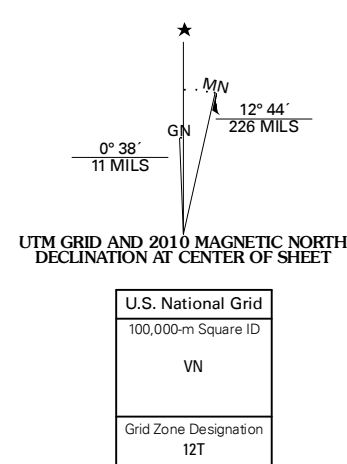 MN
12° 44´
226 MILS
GN
0° 38´
11 MILS
UTM GRID AND 2010 MAGNETIC NORTH
DECLINATION AT CENTER OF SHEET
U.S. National Grid
100,000-m Square ID
VN
Grid Zone Designation
12T